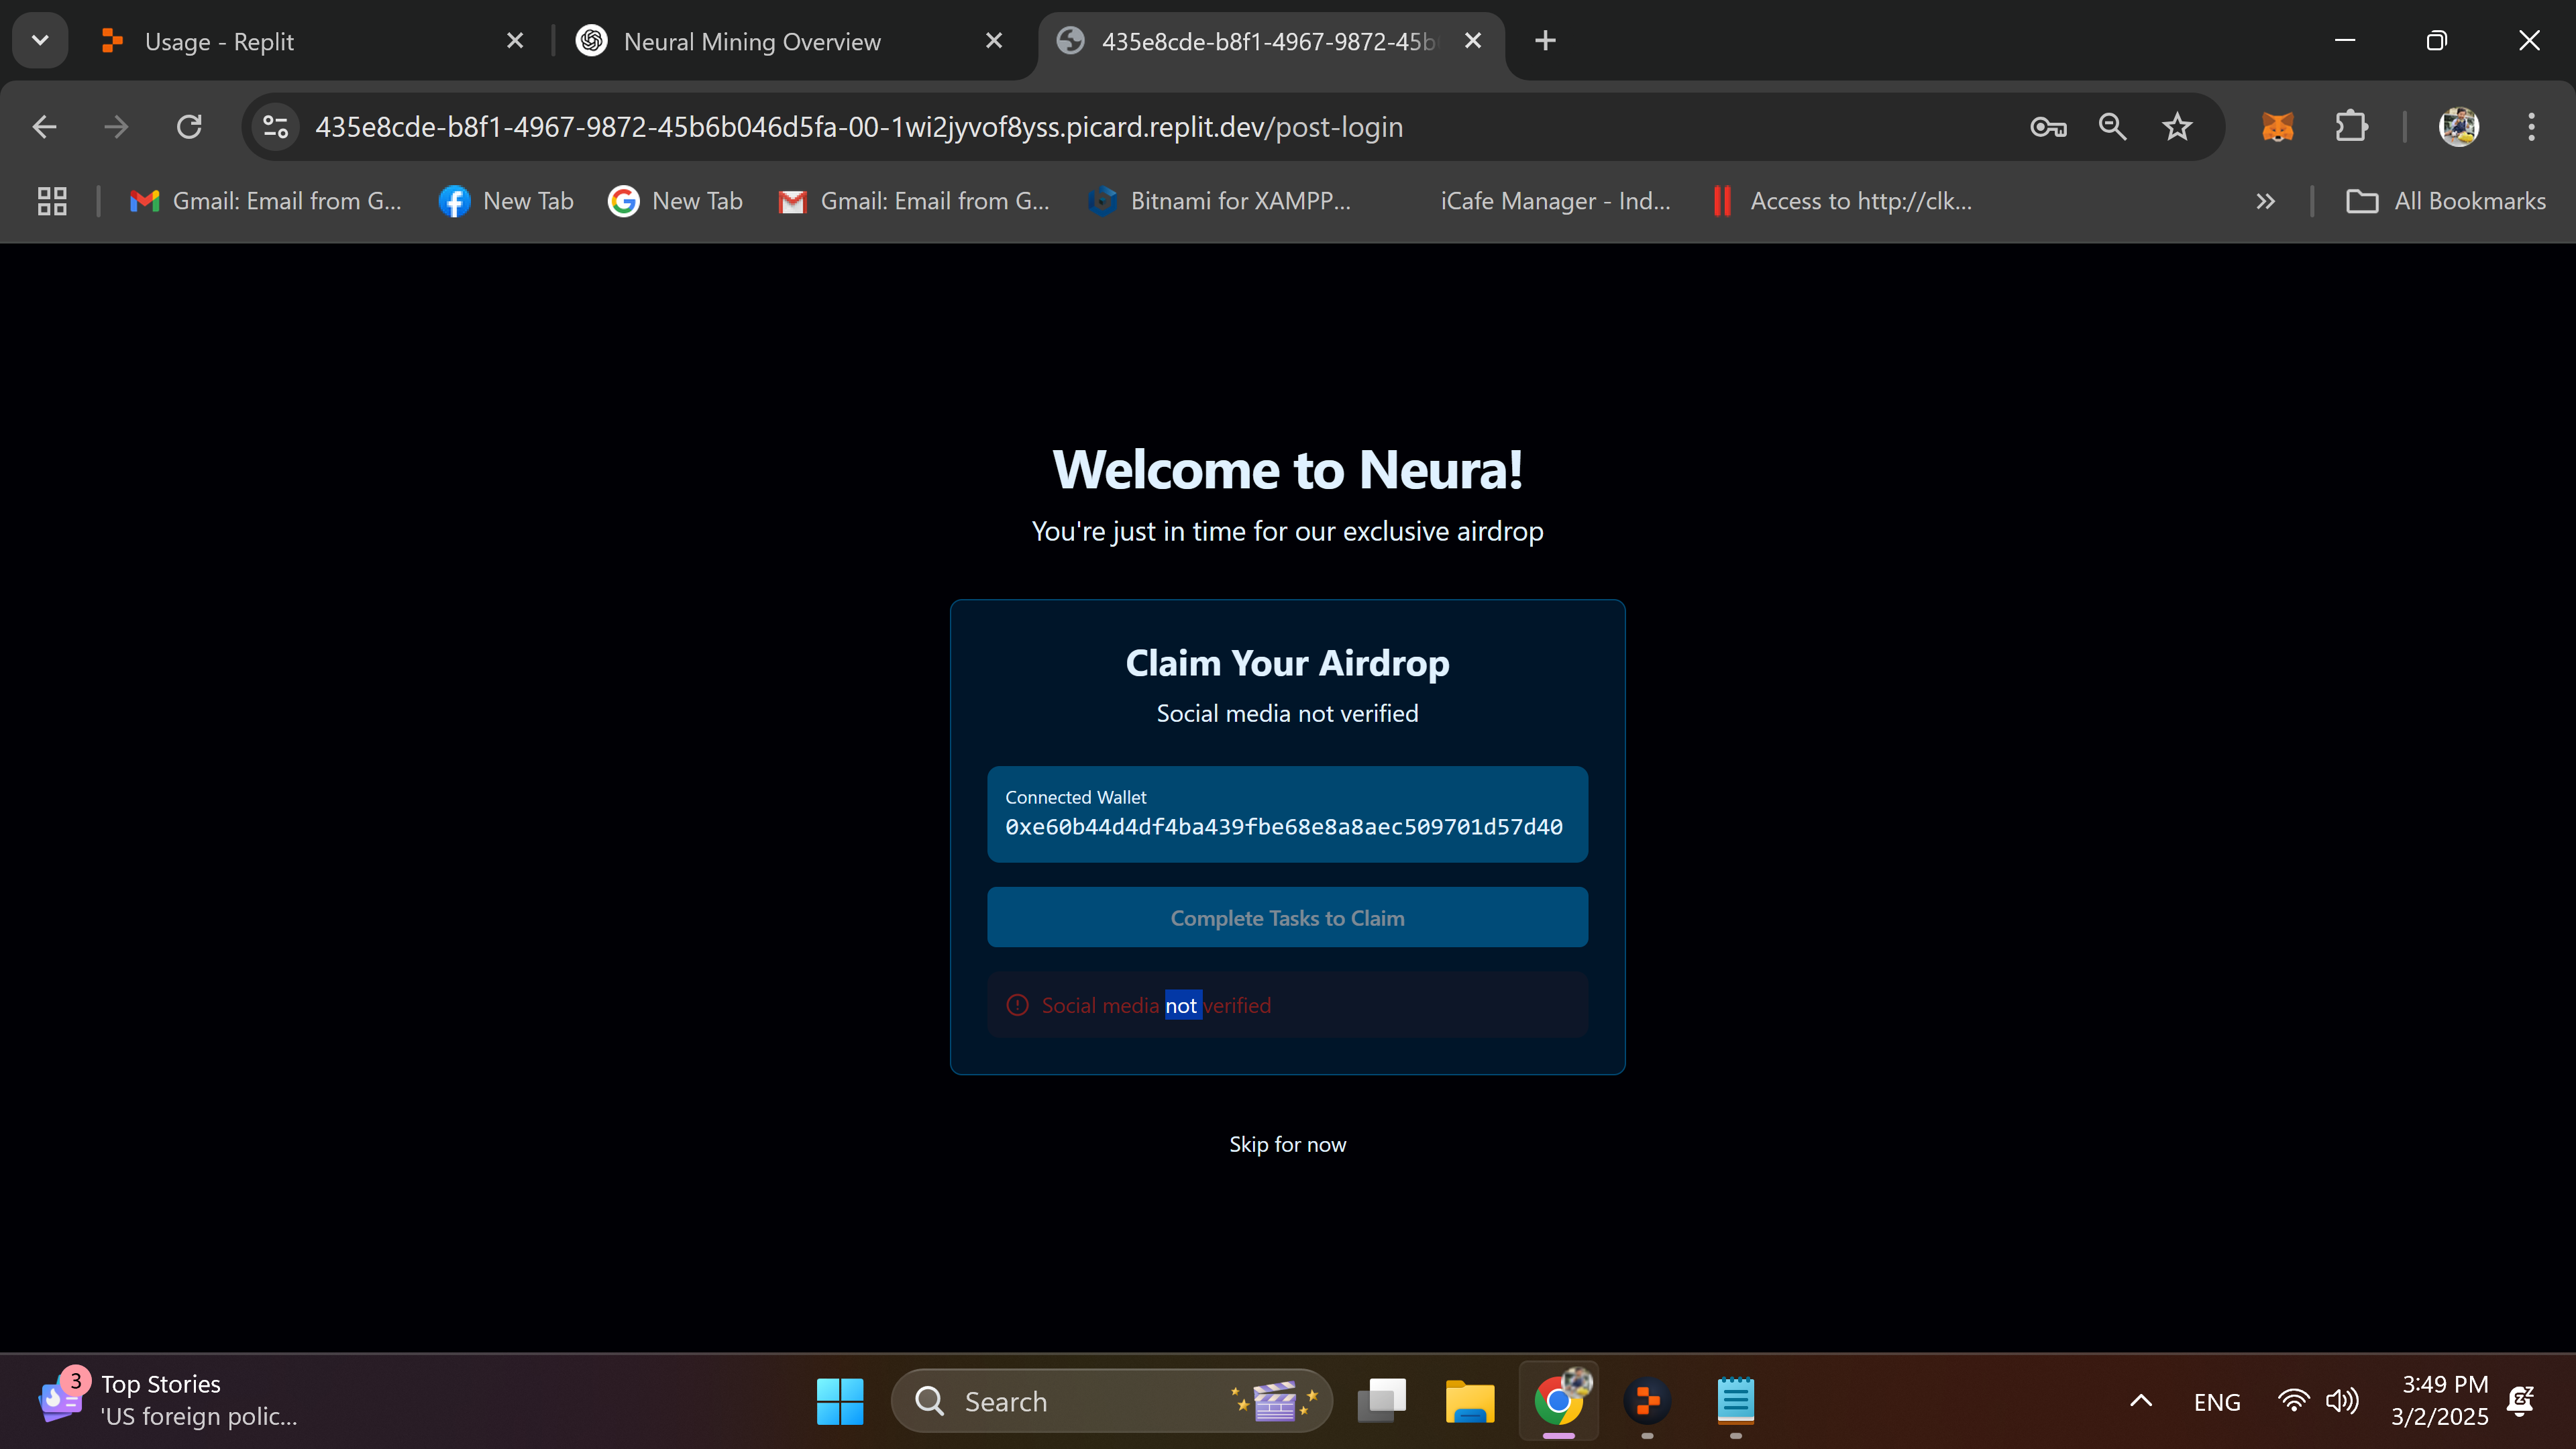 Usage - Replit
Neural Mining Overview
435e8cde-b8f1-4967-9872-45b
435e8cde-b8f1-4967-9872-45b6b046d5fa-00-1wi2jyvof8yss.picard.replit.dev/post-login
Gmail: Email from G...
New Tab
New Tab
Gmail: Email from G...
Bitnami for XAMPP...
iCafe Manager - Ind...
Access to http://clk...
All Bookmarks
Welcome to Neura!
You're just in time for our exclusive airdrop
Claim Your Airdrop
Social media not verified
Connected Wallet
0xe60b44d4df4ba439fbe68e8a8aec509701d57d40
Complete Tasks to Claim
Social media not verified
Skip for now
3
Top Stories
'US foreign polic...
Search
ENG
3:49 PM
3/2/2025